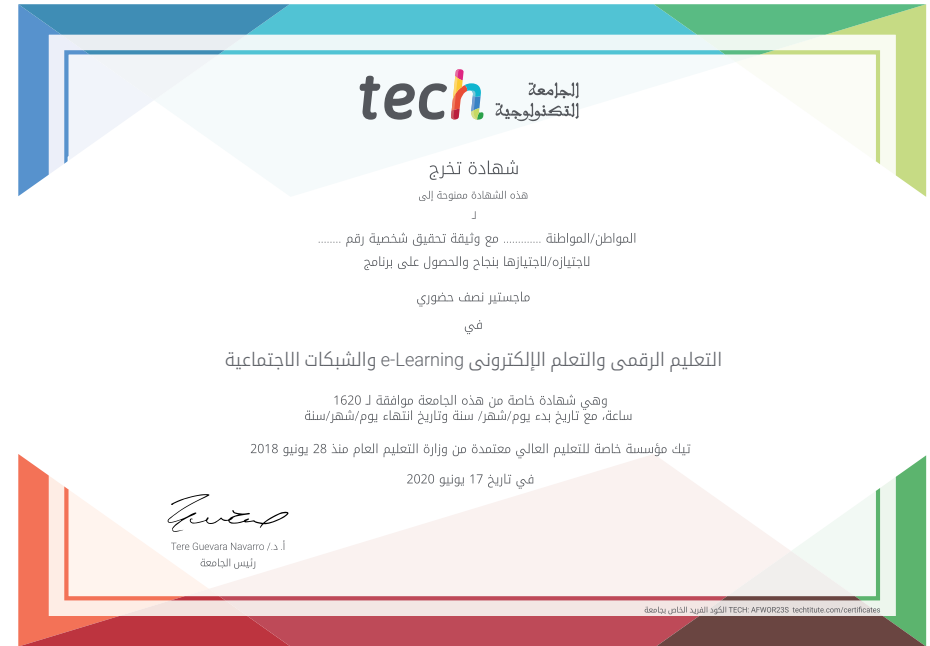 tech الجامعة
التكنولوجية
شهادة تخرج
هذه الشهادة ممنوحة إلى
لـ
المواطن/المواطنة ............ مع وثيقة تحقيق شخصية رقم ........
لاجتيازه/لاجتيازها بنجاح والحصول على برنامج
ماجستير نصف حضوري
في
التعليم الرقمى والتعلم الإلكترونى e-Learning والشبكات الاجتماعية
وهي شهادة خاصة من هذه الجامعة موافقة لـ 1620
ساعة، مع تاريخ بدء يوم/شهر/ سنة وتاريخ انتهاء يوم/شهر/سنة
تيك مؤسسة خاصة للتعليم العالي معتمدة من وزارة التعليم العام منذ 28 يونيو 2018
في تاريخ 17 يونيو 2020
أ. د./ Tere Guevara Navarro
رئيس الجامعة
الكود الفريد الخاص بجامعة TECH: AFWOR23S techtitute.com/certificates